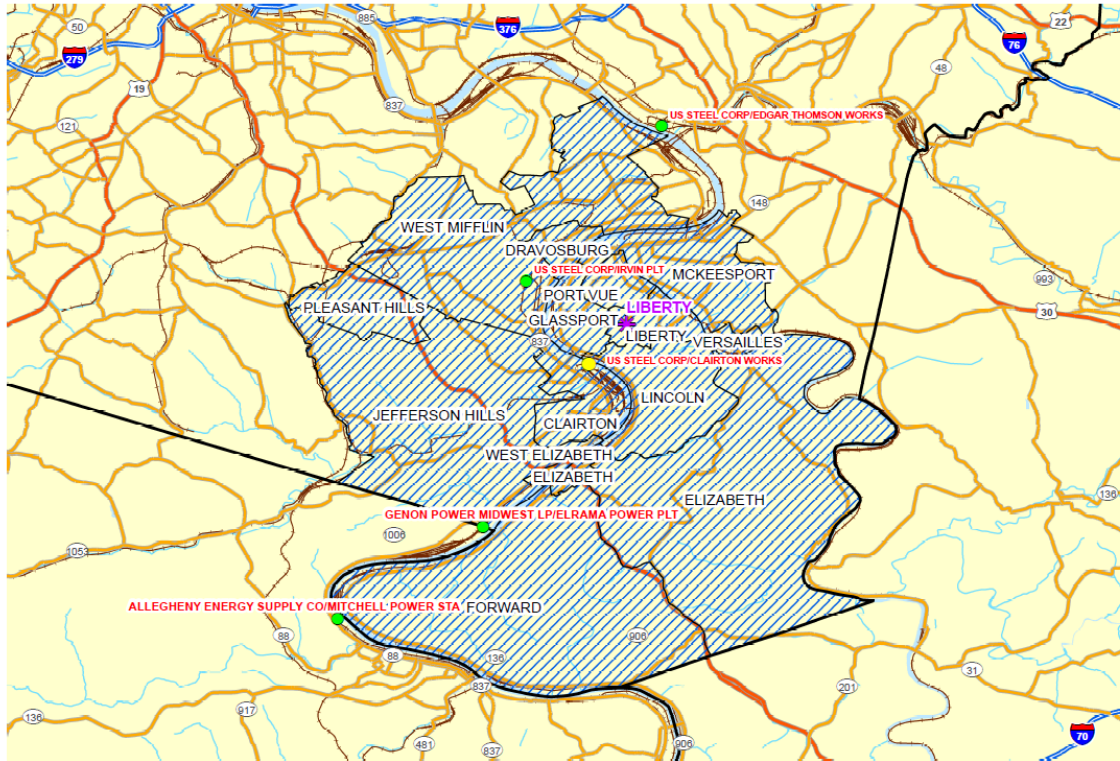 885
50
376
22
279
76
19
48
837
121
US STEEL CORP/EDGAR THOMSON WORKS
148
WEST MIFFLIN
DRAVOSBURG
US STEEL CORP/IRVIN PLT
MCKEESPORT
993
PORT VUE
LIBERTY
PLEASANT HILLS
30
GLASSPORT
LIBERTY
837
VERSAILLES
US STEEL CORP/CLAIRTON WORKS
LINCOLN
JEFFERSON HILLS
CLAIRTON
WEST ELIZABETH
ELIZABETH
136
ELIZABETH
GENON POWER MIDWEST LP/ELRAMA POWER PLT
1006
1053
ALLEGHENY ENERGY SUPPLY CO/MITCHELL POWER STA
FORWARD
88
906
88
136
31
837
201
917
136
481
837
906
70